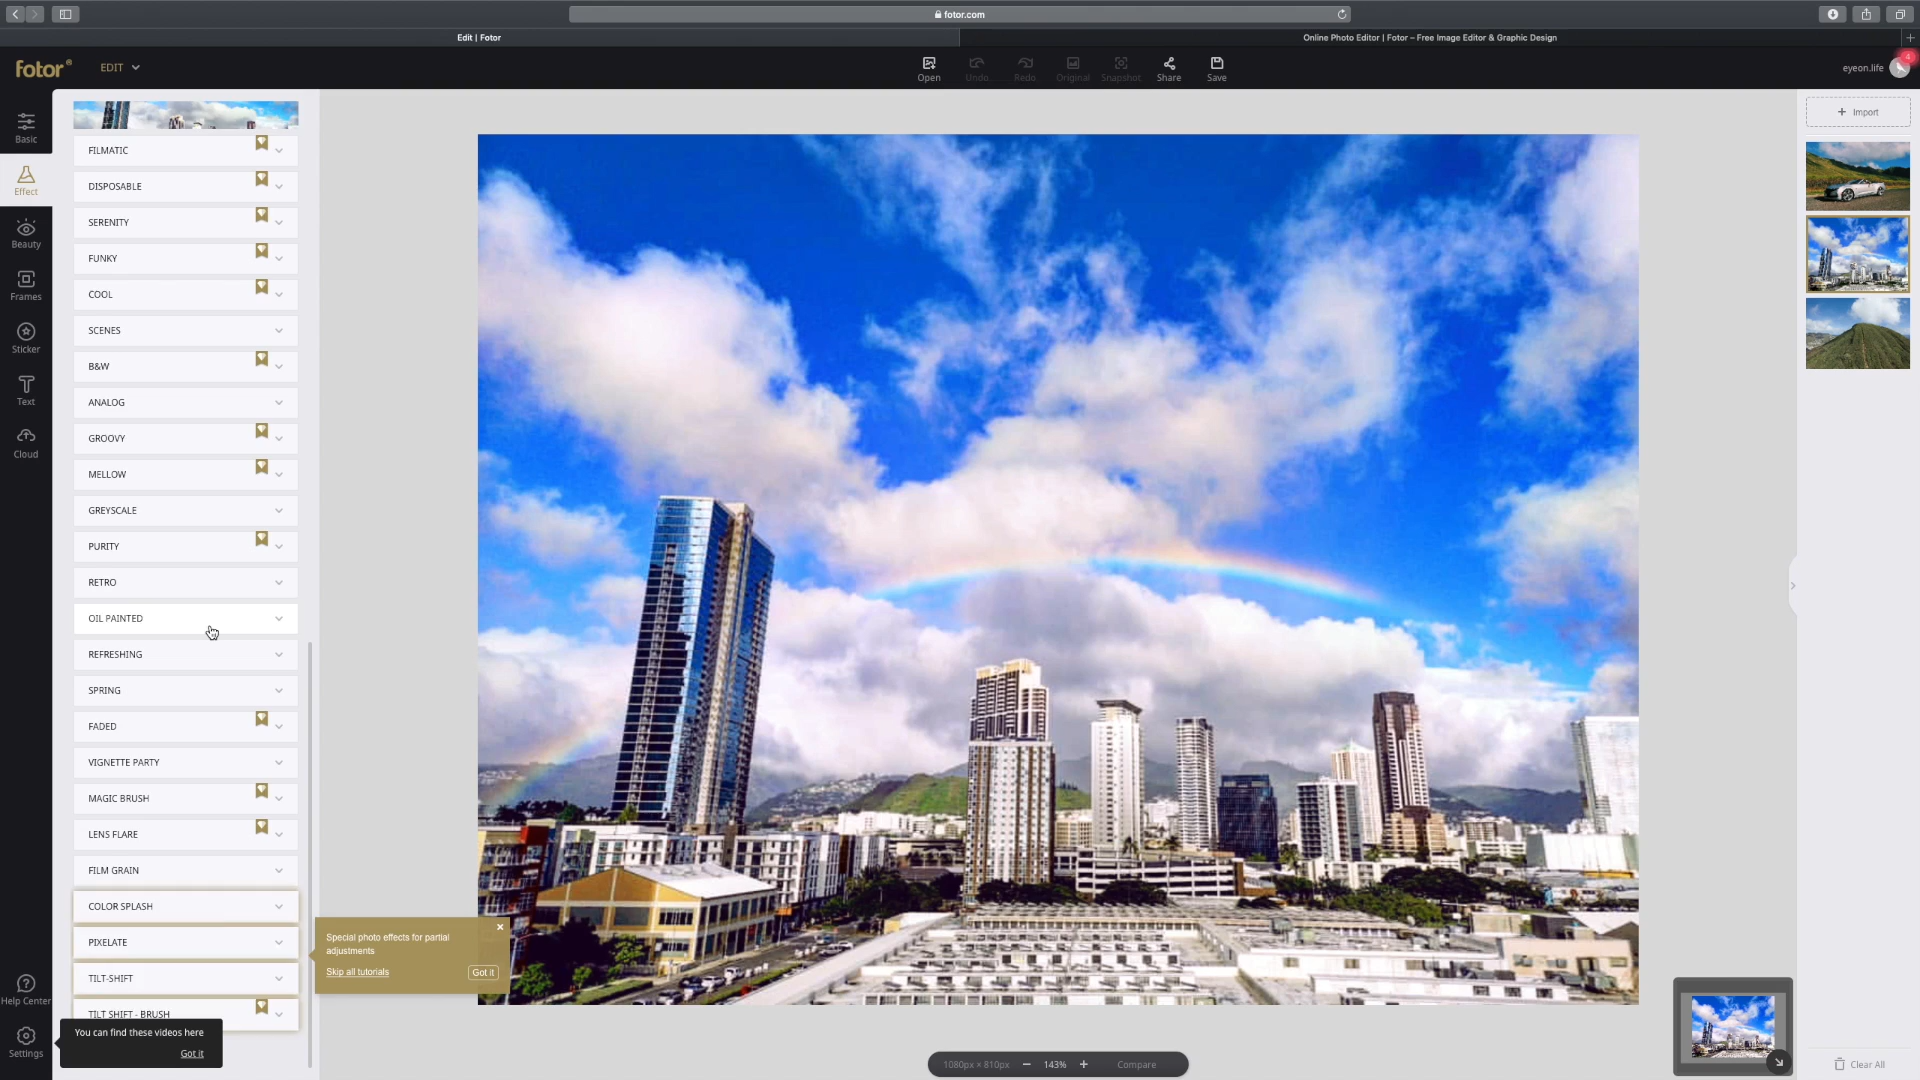 fotor.com
Edit | Fotor
Online Photo Editor | Fotor – Free Image Editor & Graphic Design
fotor
EDIT
Open
Undo
Redo
Original
Snapshot
Share
Save
eyeon.life
4
Basic
Effect
Beauty
Frames
Sticker
Text
Cloud
Help Center
Settings
FILMATIC
DISPOSABLE
SERENITY
FUNKY
COOL
SCENES
B&W
ANALOG
GROOVY
MELLOW
GREYSCALE
PURITY
RETRO
OIL PAINTED
REFRESHING
SPRING
FADED
VIGNETTE PARTY
MAGIC BRUSH
LENS FLARE
FILM GRAIN
COLOR SPLASH
PIXELATE
TILT-SHIFT
TILT SHIFT - BRUSH
You can find these videos here
Got it
Special photo effects for partial
adjustments
Skip all tutorials
Got it
1080px × 810px
143%
Compare
Import
Clear All